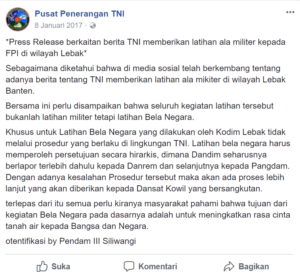 Pusat Penerangan TNI
8 Januari 2017 ·
"Press Release berkaitan berita TNI memberikan latihan ala militer kepada
FPI di wilayah Lebak"
Sebagaimana diketahui bahwa di media sosial telah berkembang tentang
adanya berita tentang TNI memberikan latihan ala mikiter di wilayah Lebak
Banten.
Bersama ini perlu disampaikan bahwa seluruh kegiatan latihan tersebut
bukanlah latihan militer tetapi latihan Bela Negara.
Khusus untuk Latihan Bela Negara yang dilakukan oleh Kodim Lebak tidak
melalui prosedur yang berlaku di lingkungan TNI. Latihan bela negara harus
memperoleh persetujuan secara hirarkis, dimana Dandim seharusnya
berlapor terlebih dahulu kepada Danrem dan selanjutnya kepada Pangdam.
Dengan adanya kesalahan Prosedur tersebut maka akan ada proses lebih
lanjut yang akan diberikan kepada Dansat Kowil yang bersangkutan.
terlepas dari itu semua perlu kiranya masyarakat pahami bahwa tujuan dari
kegiatan Bela Negara pada dasarnya adalah untuk meningkatkan rasa cinta
tanah air kepada Bangsa dan Negara.
otentifikasi by Pendam III Siliwangi
Suka Komentari Bagikan